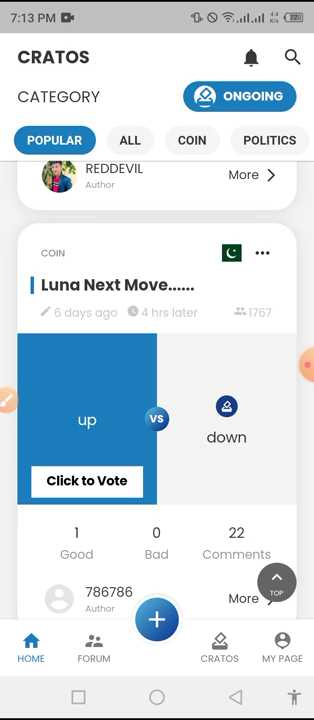 7:13 PM
CRATOS
CATEGORY
ONGOING
POPULAR
ALL
COIN
POLITICS
REDDEVIL
Author
More
COIN
Luna Next Move......
6 days ago
4 hrs later
1767
up
VS
down
Click to Vote
1
0
22
Good
Bad
Comments
TOP
786786
Author
More
HOME
FORUM
CRATOS
MY PAGE